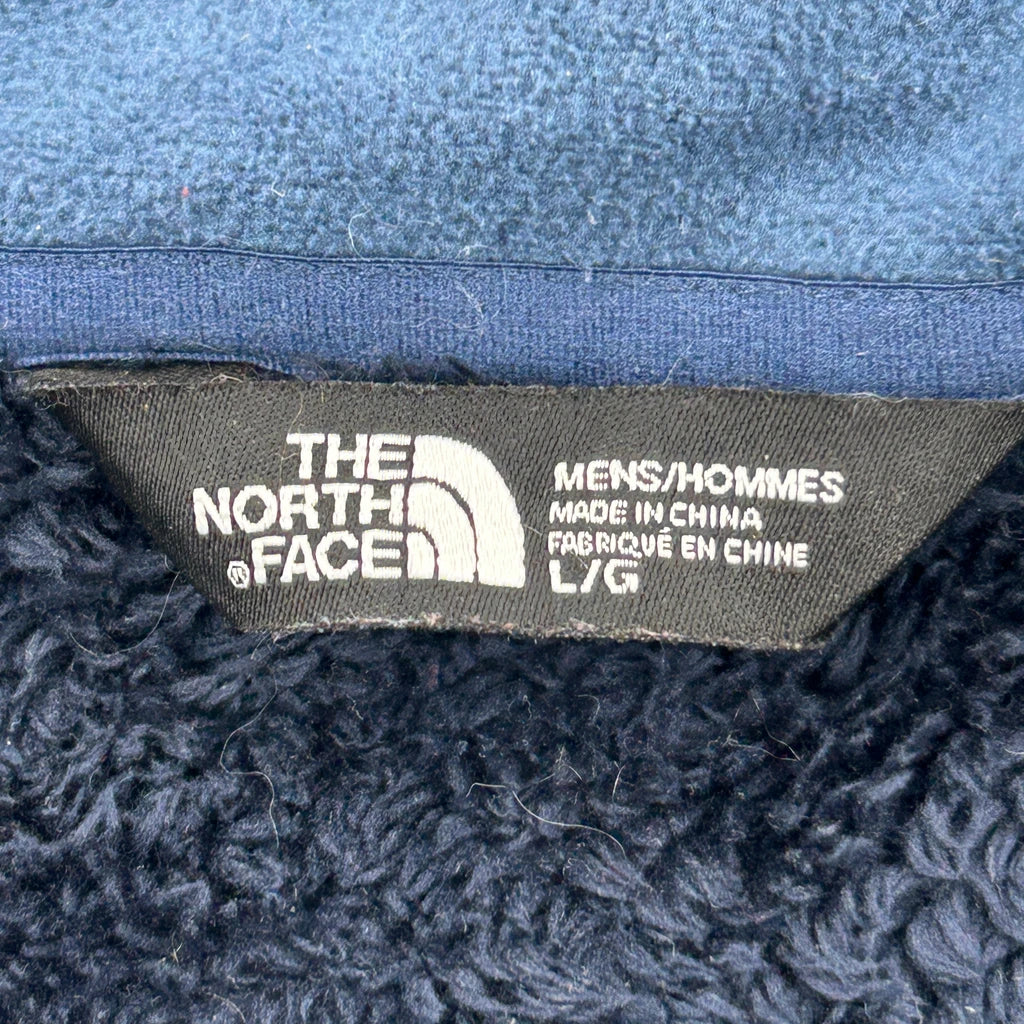 THE
NORTH
FACE
®
MENS/HOMMES
MADE IN CHINA
FABRIQUÉ EN CHINE
L/G